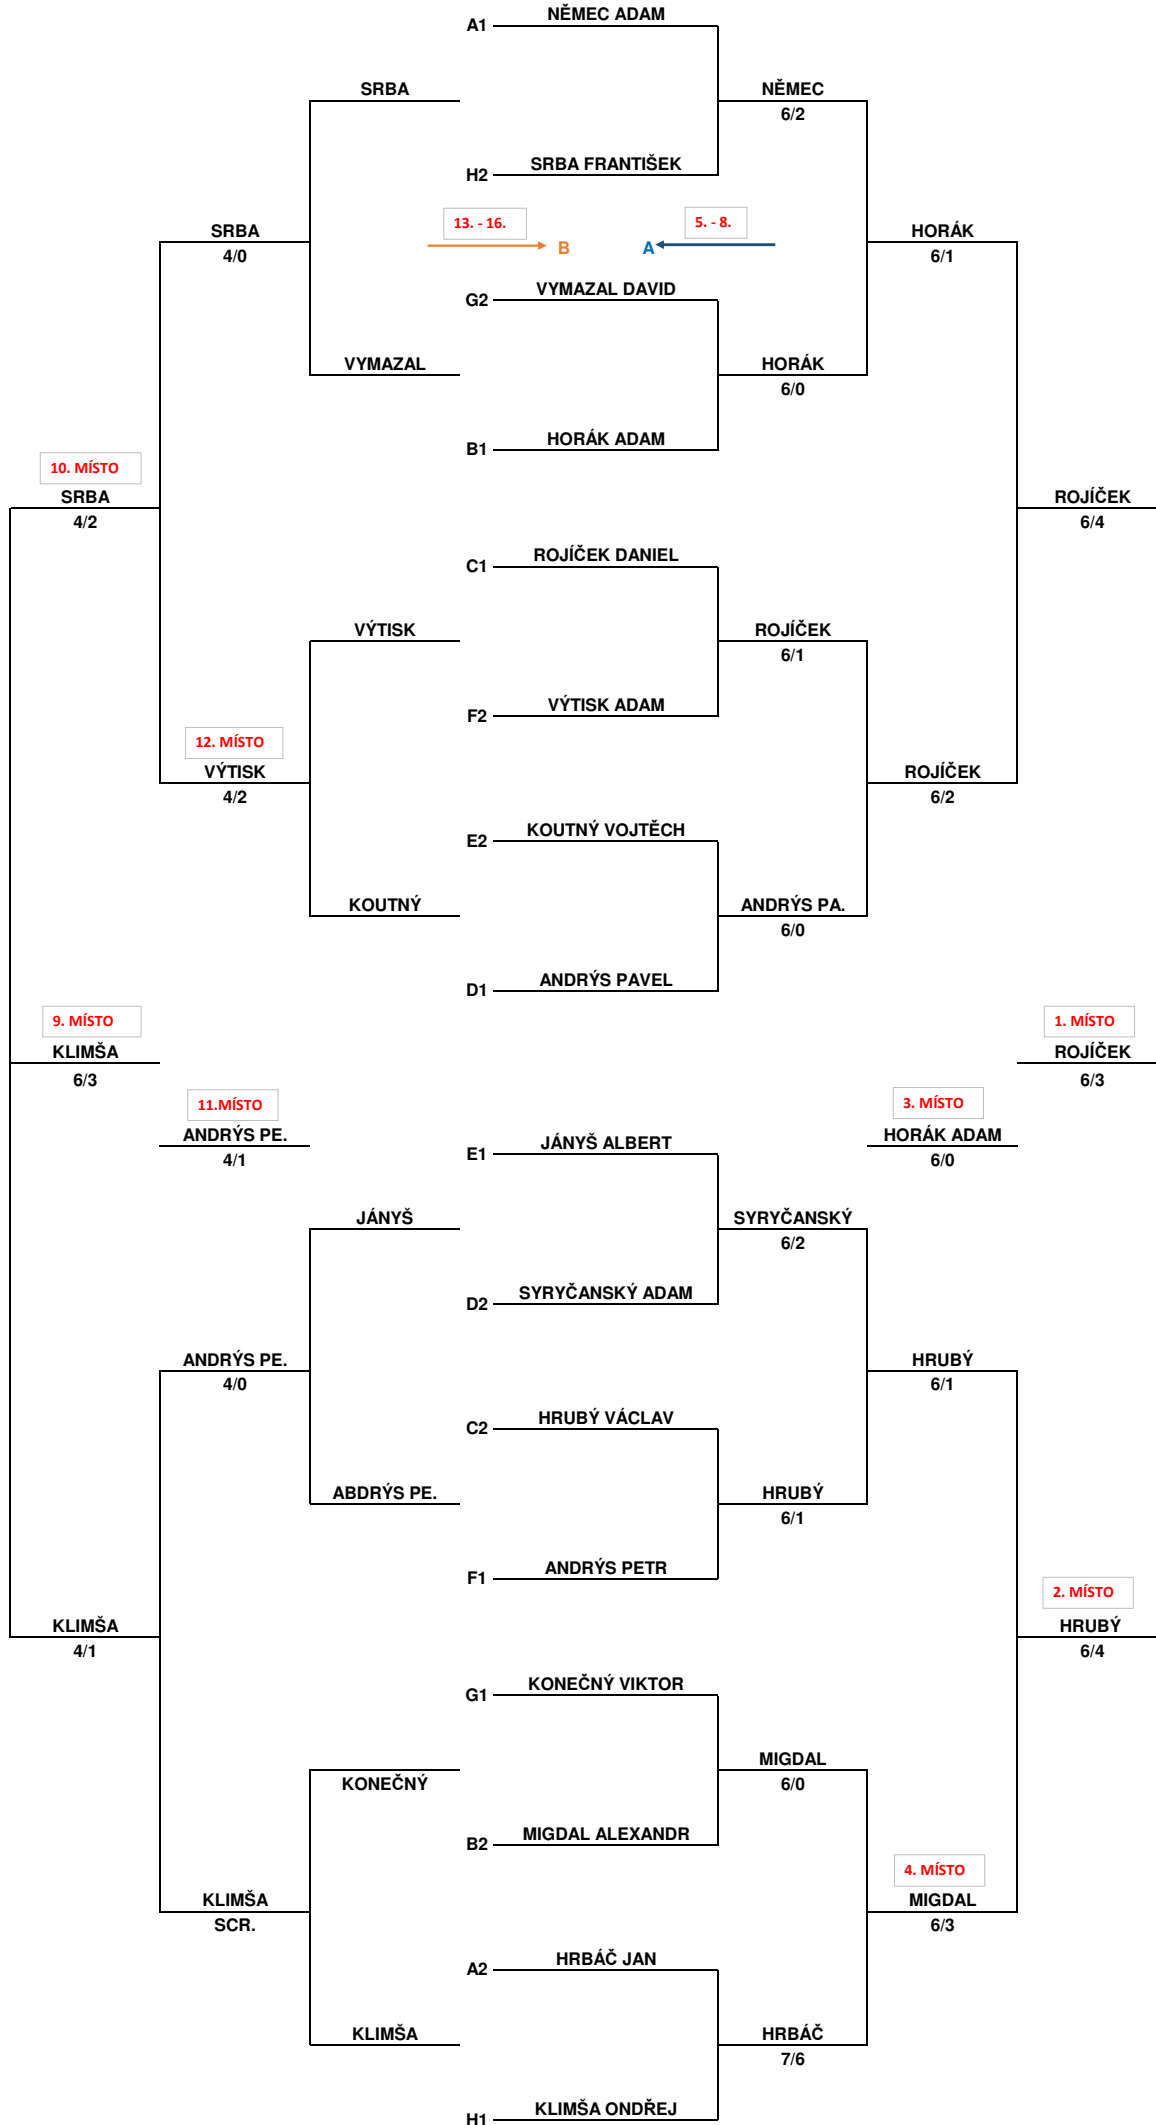 A1 NĚMEC ADAM
SRBA NĚMEC
6/2
H2 SRBA FRANTIŠEK
13. - 16. 5. - 8.
SRBA B A HORÁK
4/0 6/1
G2 VYMAZAL DAVID
VYMAZAL HORÁK
6/0
B1 HORÁK ADAM
10. MÍSTO
SRBA ROJÍČEK
4/2 6/4
C1 ROJÍČEK DANIEL
VÝTISK ROJÍČEK
6/1
F2 VÝTISK ADAM
12. MÍSTO
VÝTISK ROJÍČEK
4/2 6/2
E2 KOUTNÝ VOJTĚCH
KOUTNÝ ANDRÝS PA.
6/0
D1 ANDRÝS PAVEL
9. MÍSTO 1. MÍSTO
KLIMŠA ROJÍČEK
6/3 6/3
11.MÍSTO 3. MÍSTO
ANDRÝS PE. HORÁK ADAM
4/1 6/0
E1 JÁNYŠ ALBERT
JÁNYŠ SYRYČANSKÝ
6/2
D2 SYRYČANSKÝ ADAM
ANDRÝS PE. HRUBÝ
4/0 6/1
C2 HRUBÝ VÁCLAV
ABDRÝS PE. HRUBÝ
6/1
F1 ANDRÝS PETR
2. MÍSTO
KLIMŠA HRUBÝ
4/1 6/4
G1 KONEČNÝ VIKTOR
KONEČNÝ MIGDAL
6/0
B2 MIGDAL ALEXANDR
4. MÍSTO
KLIMŠA MIGDAL
SCR. 6/3
A2 HRBÁČ JAN
KLIMŠA HRBÁČ
7/6
H1 KLIMŠA ONDŘEJ